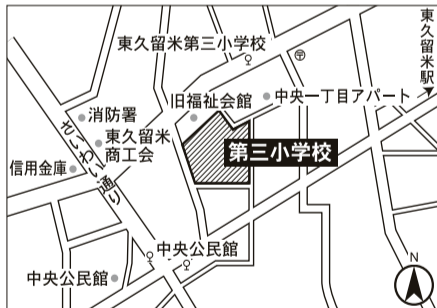 東久留米駅
東久留米第三小学校
〒
旧福祉会館
中央一丁目アパート
消防署
東久留米
商工会
第三小学校
信用金庫
さいわい通り
中央公民館
中央公民館
N